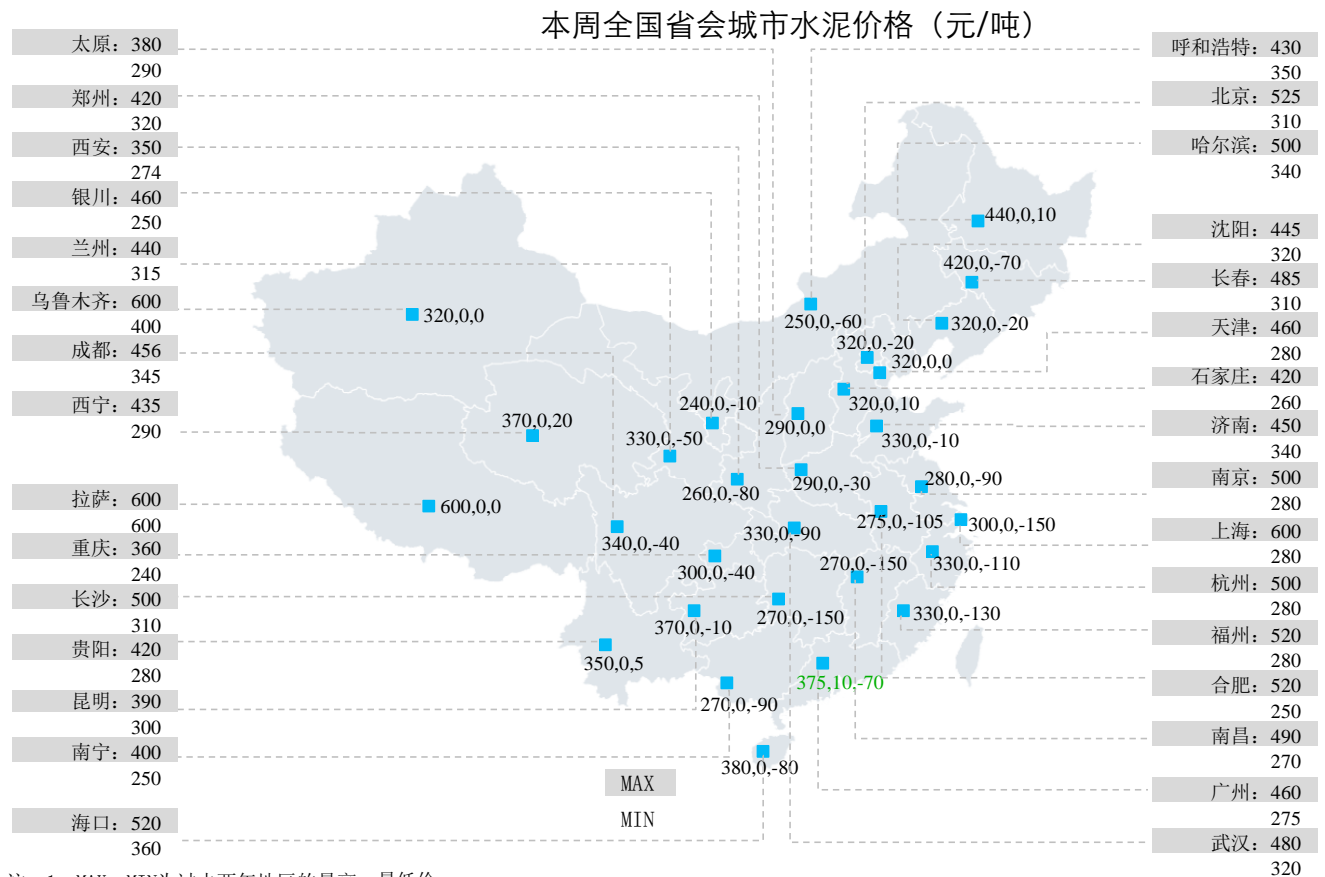 本周全国省会城市水泥价格（元/吨）
太原：380
290
郑州：420
320
西安：350
274
银川：460
250
兰州：440
315
乌鲁木齐：600
400
成都：456
345
西宁：435
290
拉萨：600
600
重庆：360
240
长沙：500
310
贵阳：420
280
昆明：390
300
南宁：400
250
海口：520
360
440,0,10
420,0,-70
250,0,-60
320,0,-20
320,0,0
320,0,-20
320,0,0
320,0,10
240,0,-10
290,0,0
370,0,20
330,0,-50
330,0,-10
260,0,-80
290,0,-30
280,0,-90
600,0,0
275,0,-105
300,0,-150
340,0,-40
330,0,-90
300,0,-40
270,0,-150
330,0,-110
370,0,-10
270,0,-150
330,0,-130
350,0,5
375,10,-70
270,0,-90
380,0,-80
MAX
MIN
呼和浩特：430
350
北京：525
310
哈尔滨：500
340
沈阳：445
320
长春：485
310
天津：460
280
石家庄：420
260
济南：450
340
南京：500
280
上海：600
280
杭州：500
280
福州：520
280
合肥：520
250
南昌：490
270
广州：460
275
武汉：480
320